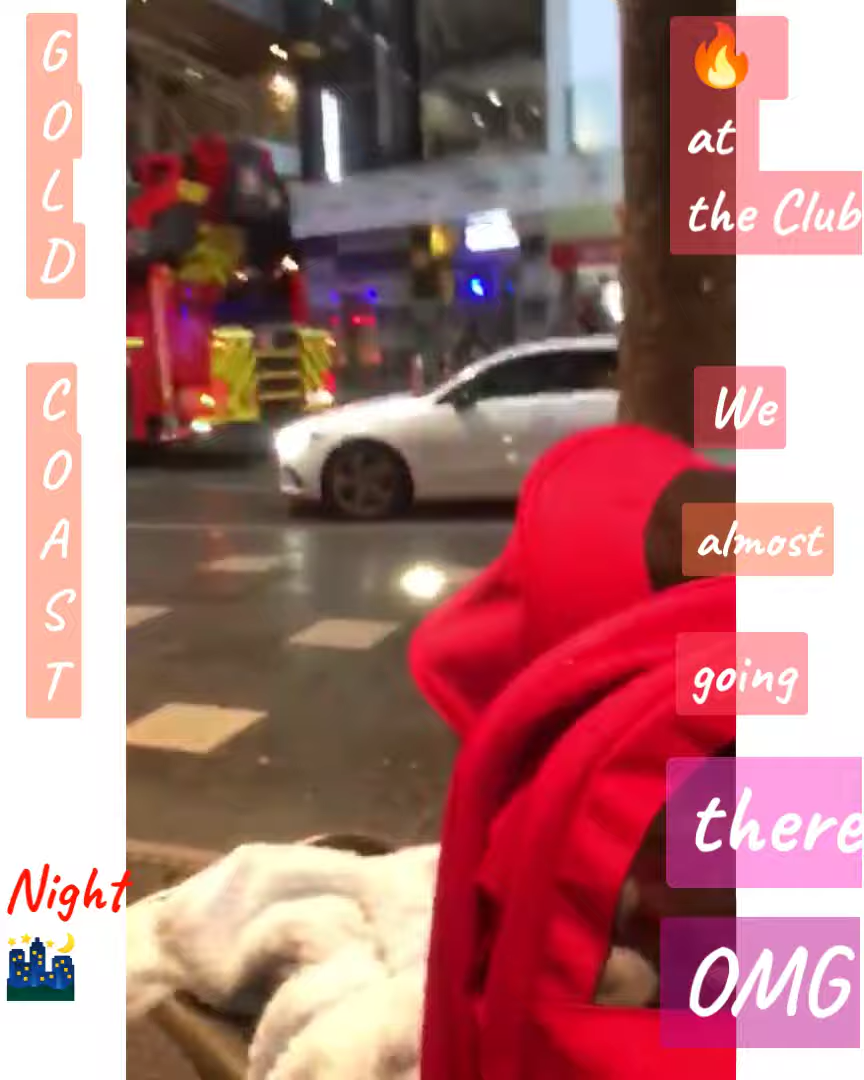 GOLD
COAST
Night
🔥
at
the Club
We
almost
going
there
OMG